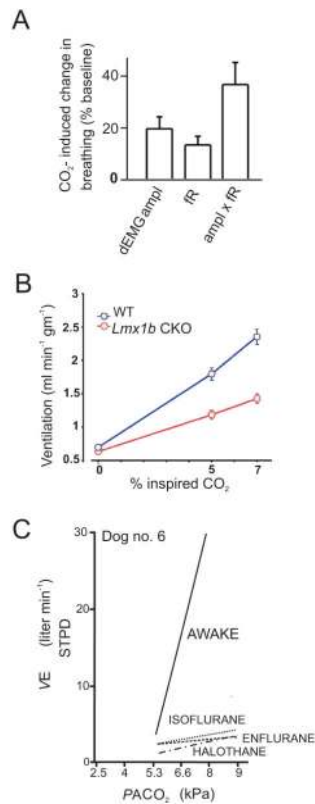 A
CO₂- induced change in
breathing (% baseline)
40
20
0
dEMG ampl
fR
ampl x fR
B
WT
Lmx1b CKO
Ventilation (ml min⁻¹ gm⁻¹)
2.5
2
1.5
1
0.5
0
5
7
% inspired CO₂
C
Dog no. 6
VE (liter min⁻¹)
STPD
30
20
10
0
AWAKE
ISOFLURANE
ENFLURANE
HALOTHANE
2.5 4 5.3 6.6 7.8 9
PACO₂ (kPa)